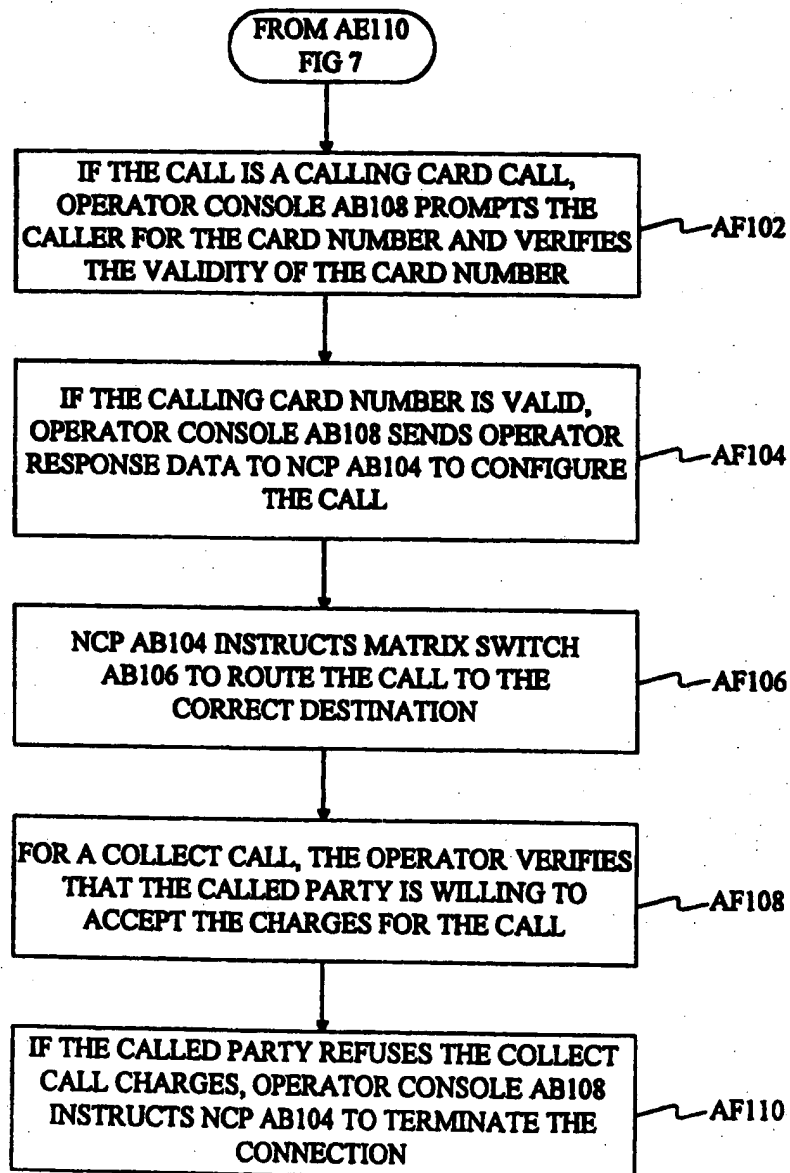 FROM AE110
FIG 7
IF THE CALL IS A CALLING CARD CALL,
OPERATOR CONSOLE AB108 PROMPTS THE
CALLER FOR THE CARD NUMBER AND VERIFIES
THE VALIDITY OF THE CARD NUMBER
AF102
IF THE CALLING CARD NUMBER IS VALID,
OPERATOR CONSOLE AB108 SENDS OPERATOR
RESPONSE DATA TO NCP AB104 TO CONFIGURE
THE CALL
AF104
NCP AB104 INSTRUCTS MATRIX SWITCH
AB106 TO ROUTE THE CALL TO THE
CORRECT DESTINATION
AF106
FOR A COLLECT CALL, THE OPERATOR VERIFIES
THAT THE CALLED PARTY IS WILLING TO
ACCEPT THE CHARGES FOR THE CALL
AF108
IF THE CALLED PARTY REFUSES THE COLLECT
CALL CHARGES, OPERATOR CONSOLE AB108
INSTRUCTS NCP AB104 TO TERMINATE THE
CONNECTION
AF110